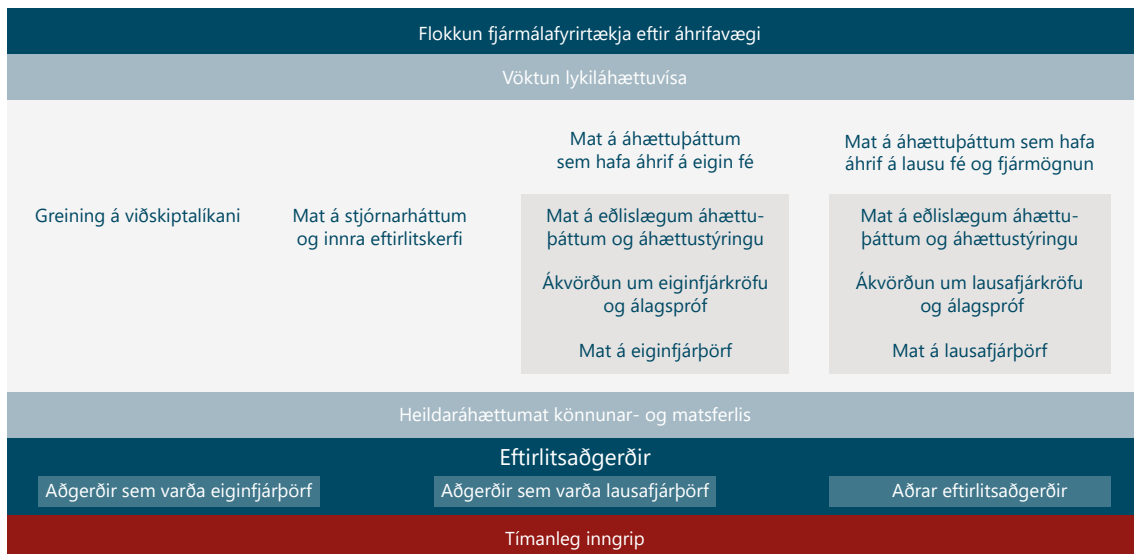 Flokkun fjármálafyrirtækja eftir áhrifavægi
Vöktun lykiláhættuvísa
Greining á viðskiptalíkani
Mat á stjórnarháttum
og innra eftirlitskerfi
Mat á áhættuþáttum
sem hafa áhrif á eigin fé
Mat á eðlislægum áhættu-
þáttum og áhættustýringu
Ákvörðun um eiginfjárkröfu
og álagspróf
Mat á eiginfjárþörf
Mat á áhættuþáttum sem hafa
áhrif á lausu fé og fjármögnun
Mat á eðlislægum áhættu-
þáttum og áhættustýringu
Ákvörðun um lausafjárkröfu
og álagspróf
Mat á lausafjárþörf
Heildaráhættumat könnunar- og matsferlis
Eftirlitsaðgerðir
Aðgerðir sem varða eiginfjárþörf
Aðgerðir sem varða lausafjárþörf
Aðrar eftirlitsaðgerðir
Tímanleg inngrip